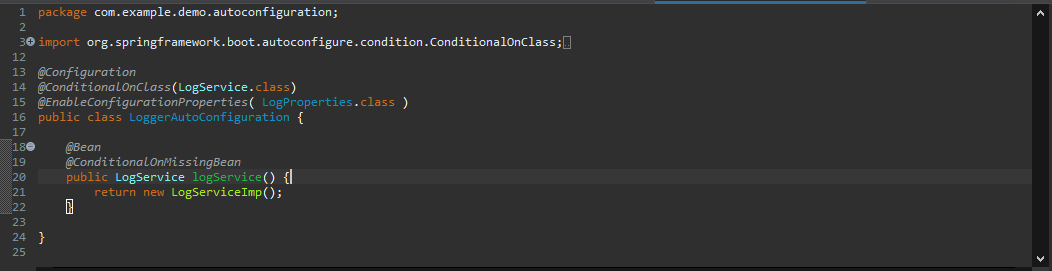 1 package com.example.demo.autoconfiguration;
2
3 import org.springframework.boot.autoconfigure.condition.ConditionalOnClass;
12
13 @Configuration
14 @ConditionalOnClass(LogService.class)
15 @EnableConfigurationProperties( LogProperties.class )
16 public class LoggerAutoConfiguration {
17
18     @Bean
19     @ConditionalOnMissingBean
20     public LogService logService() {
21         return new LogServiceImp();
22     }
23
24 }
25